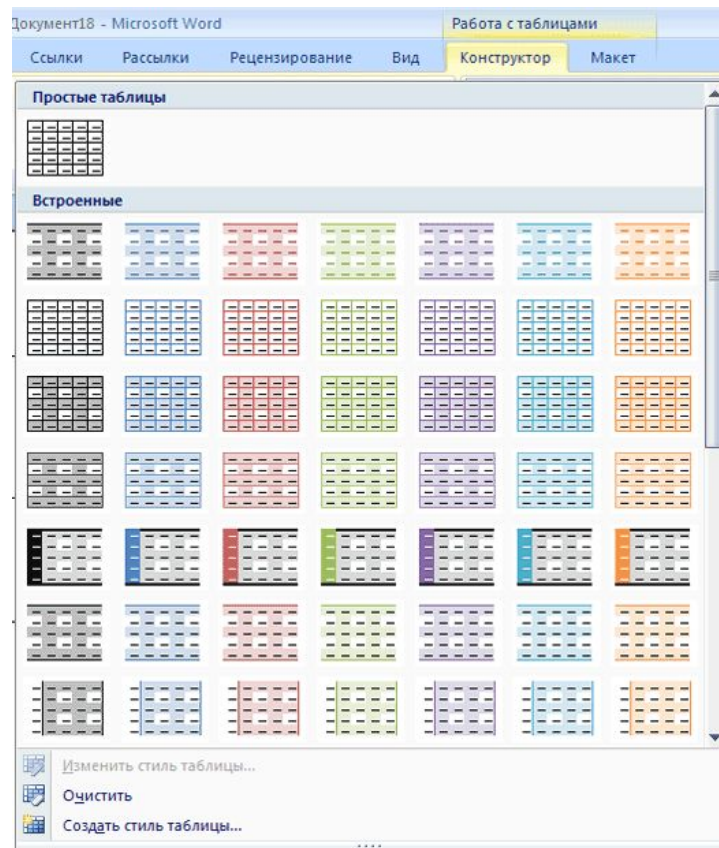 Документ18 - Microsoft Word Работа с таблицами
Ссылки Рассылки Рецензирование Вид Конструктор Макет
Простые таблицы
Встроенные
Изменить стиль таблицы...
Очистить
Создать стиль таблицы...